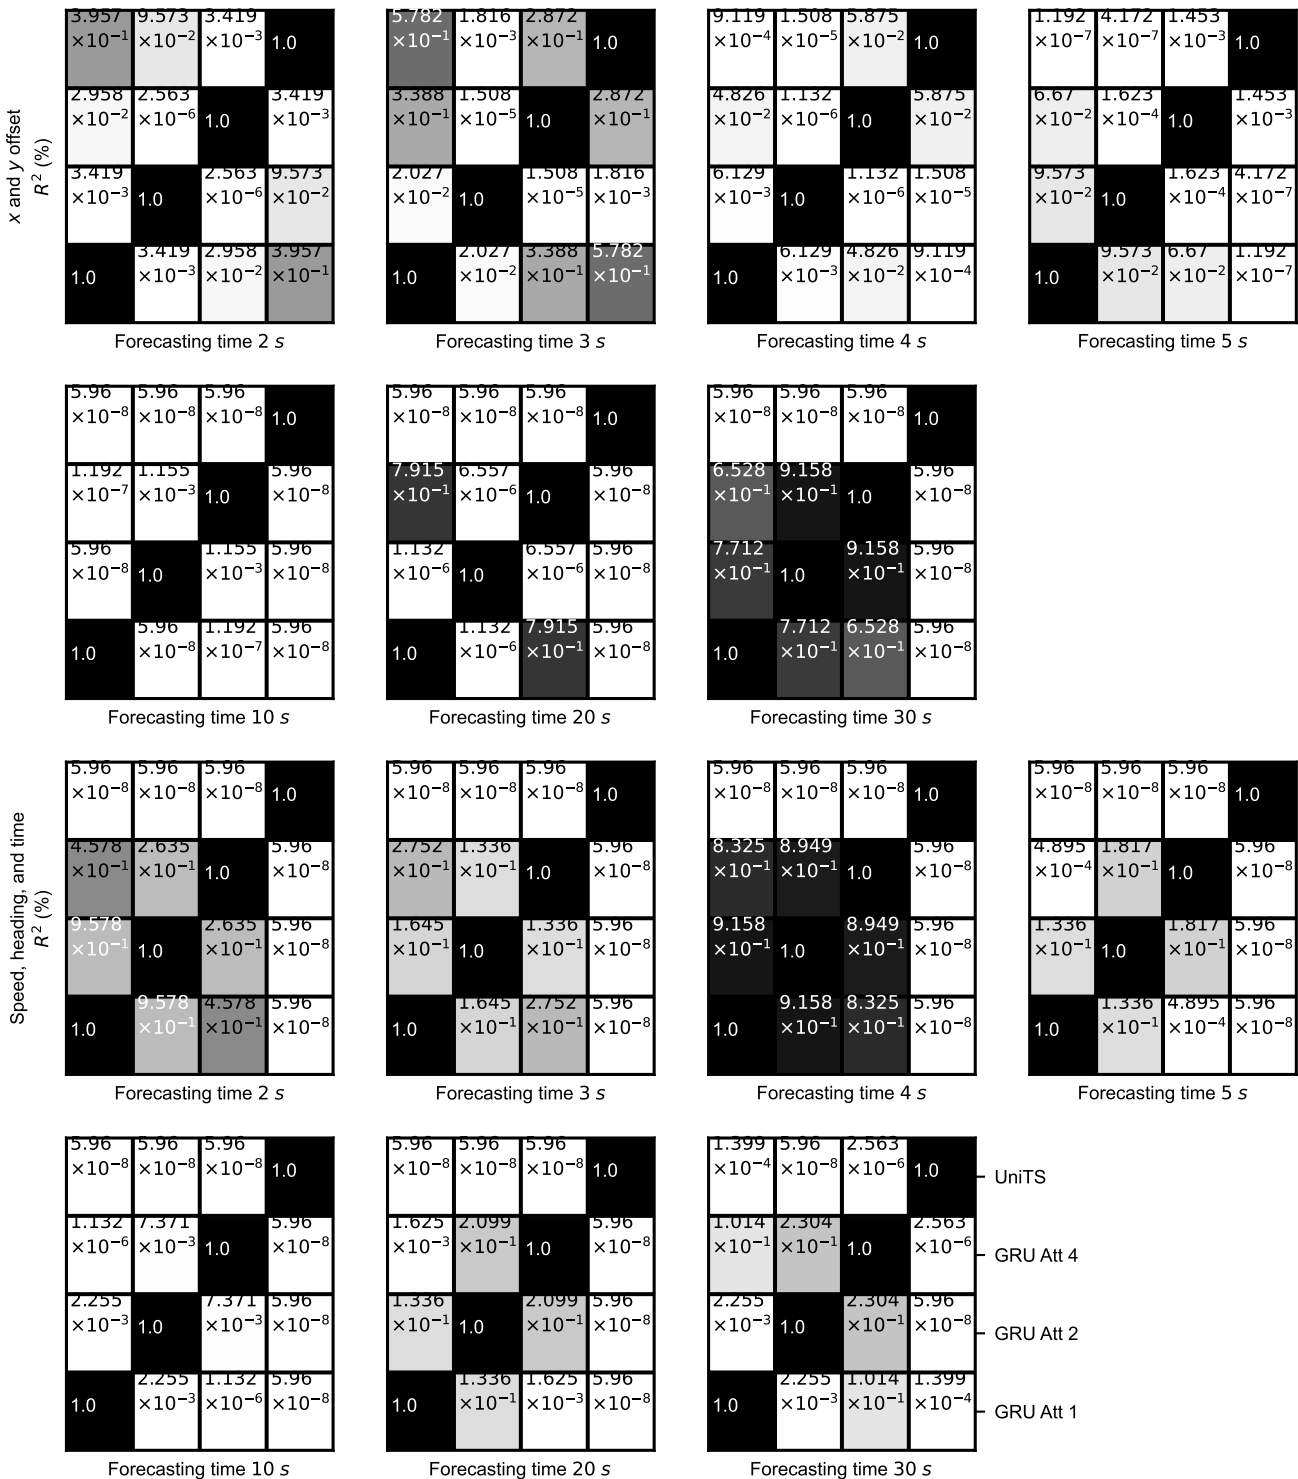 x and y offset
R² (%)
3.957 ×10⁻¹ 9.573 ×10⁻² 3.419 ×10⁻³ 1.0
2.958 ×10⁻² 2.563 ×10⁻⁶ 1.0 3.419 ×10⁻³
3.419 ×10⁻³ 1.0 2.563 ×10⁻⁶ 9.573 ×10⁻²
1.0 3.419 ×10⁻³ 2.958 ×10⁻² 3.957 ×10⁻¹
Forecasting time 2 s
5.782 ×10⁻¹ 1.816 ×10⁻³ 2.872 ×10⁻¹ 1.0
3.388 ×10⁻¹ 1.508 ×10⁻⁵ 1.0 2.872 ×10⁻¹
2.027 ×10⁻² 1.0 1.508 ×10⁻⁵ 1.816 ×10⁻³
1.0 2.027 ×10⁻² 3.388 ×10⁻¹ 5.782 ×10⁻¹
Forecasting time 3 s
9.119 ×10⁻⁴ 1.508 ×10⁻⁵ 5.875 ×10⁻² 1.0
4.826 ×10⁻² 1.132 ×10⁻⁶ 1.0 5.875 ×10⁻²
6.129 ×10⁻³ 1.0 1.132 ×10⁻⁶ 1.508 ×10⁻⁵
1.0 6.129 ×10⁻³ 4.826 ×10⁻² 9.119 ×10⁻⁴
Forecasting time 4 s
1.192 ×10⁻⁷ 4.172 ×10⁻⁷ 1.453 ×10⁻³ 1.0
6.67 ×10⁻² 1.623 ×10⁻⁴ 1.0 1.453 ×10⁻³
9.573 ×10⁻² 1.0 1.623 ×10⁻⁴ 4.172 ×10⁻⁷
1.0 9.573 ×10⁻² 6.67 ×10⁻² 1.192 ×10⁻⁷
Forecasting time 5 s
5.96 ×10⁻⁸ 5.96 ×10⁻⁸ 5.96 ×10⁻⁸ 1.0
1.192 ×10⁻⁷ 1.155 ×10⁻³ 1.0 5.96 ×10⁻⁸
5.96 ×10⁻⁸ 1.0 1.155 ×10⁻³ 5.96 ×10⁻⁸
1.0 5.96 ×10⁻⁸ 1.192 ×10⁻⁷ 5.96 ×10⁻⁸
Forecasting time 10 s
5.96 ×10⁻⁸ 5.96 ×10⁻⁸ 5.96 ×10⁻⁸ 1.0
7.915 ×10⁻¹ 6.557 ×10⁻⁶ 1.0 5.96 ×10⁻⁸
1.132 ×10⁻⁶ 1.0 6.557 ×10⁻⁶ 5.96 ×10⁻⁸
1.0 1.132 ×10⁻⁶ 7.915 ×10⁻¹ 5.96 ×10⁻⁸
Forecasting time 20 s
5.96 ×10⁻⁸ 5.96 ×10⁻⁸ 5.96 ×10⁻⁸ 1.0
6.528 ×10⁻¹ 9.158 ×10⁻¹ 1.0 5.96 ×10⁻⁸
7.712 ×10⁻¹ 1.0 9.158 ×10⁻¹ 5.96 ×10⁻⁸
1.0 7.712 ×10⁻¹ 6.528 ×10⁻¹ 5.96 ×10⁻⁸
Forecasting time 30 s
Speed, heading, and time
R² (%)
5.96 ×10⁻⁸ 5.96 ×10⁻⁸ 5.96 ×10⁻⁸ 1.0
4.578 ×10⁻¹ 2.635 ×10⁻¹ 1.0 5.96 ×10⁻⁸
9.578 ×10⁻¹ 1.0 2.635 ×10⁻¹ 5.96 ×10⁻⁸
1.0 9.578 ×10⁻¹ 4.578 ×10⁻¹ 5.96 ×10⁻⁸
Forecasting time 2 s
5.96 ×10⁻⁸ 5.96 ×10⁻⁸ 5.96 ×10⁻⁸ 1.0
2.752 ×10⁻¹ 1.336 ×10⁻¹ 1.0 5.96 ×10⁻⁸
1.645 ×10⁻¹ 1.0 1.336 ×10⁻¹ 5.96 ×10⁻⁸
1.0 1.645 ×10⁻¹ 2.752 ×10⁻¹ 5.96 ×10⁻⁸
Forecasting time 3 s
5.96 ×10⁻⁸ 5.96 ×10⁻⁸ 5.96 ×10⁻⁸ 1.0
8.325 ×10⁻¹ 8.949 ×10⁻¹ 1.0 5.96 ×10⁻⁸
9.158 ×10⁻¹ 1.0 8.949 ×10⁻¹ 5.96 ×10⁻⁸
1.0 9.158 ×10⁻¹ 8.325 ×10⁻¹ 5.96 ×10⁻⁸
Forecasting time 4 s
5.96 ×10⁻⁸ 5.96 ×10⁻⁸ 5.96 ×10⁻⁸ 1.0
4.895 ×10⁻⁴ 1.817 ×10⁻¹ 1.0 5.96 ×10⁻⁸
1.336 ×10⁻¹ 1.0 1.817 ×10⁻¹ 5.96 ×10⁻⁸
1.0 1.336 ×10⁻¹ 4.895 ×10⁻⁴ 5.96 ×10⁻⁸
Forecasting time 5 s
5.96 ×10⁻⁸ 5.96 ×10⁻⁸ 5.96 ×10⁻⁸ 1.0
1.132 ×10⁻⁶ 7.371 ×10⁻³ 1.0 5.96 ×10⁻⁸
2.255 ×10⁻³ 1.0 7.371 ×10⁻³ 5.96 ×10⁻⁸
1.0 2.255 ×10⁻³ 1.132 ×10⁻⁶ 5.96 ×10⁻⁸
Forecasting time 10 s
5.96 ×10⁻⁸ 5.96 ×10⁻⁸ 5.96 ×10⁻⁸ 1.0
1.625 ×10⁻³ 2.099 ×10⁻¹ 1.0 5.96 ×10⁻⁸
1.336 ×10⁻¹ 1.0 2.099 ×10⁻¹ 5.96 ×10⁻⁸
1.0 1.336 ×10⁻¹ 1.625 ×10⁻³ 5.96 ×10⁻⁸
Forecasting time 20 s
1.399 ×10⁻⁴ 5.96 ×10⁻⁸ 2.563 ×10⁻⁶ 1.0 UniTS
1.014 ×10⁻¹ 2.304 ×10⁻¹ 1.0 2.563 ×10⁻⁶ GRU Att 4
2.255 ×10⁻³ 1.0 2.304 ×10⁻¹ 5.96 ×10⁻⁸ GRU Att 2
1.0 2.255 ×10⁻³ 1.014 ×10⁻¹ 1.399 ×10⁻⁴ GRU Att 1
Forecasting time 30 s